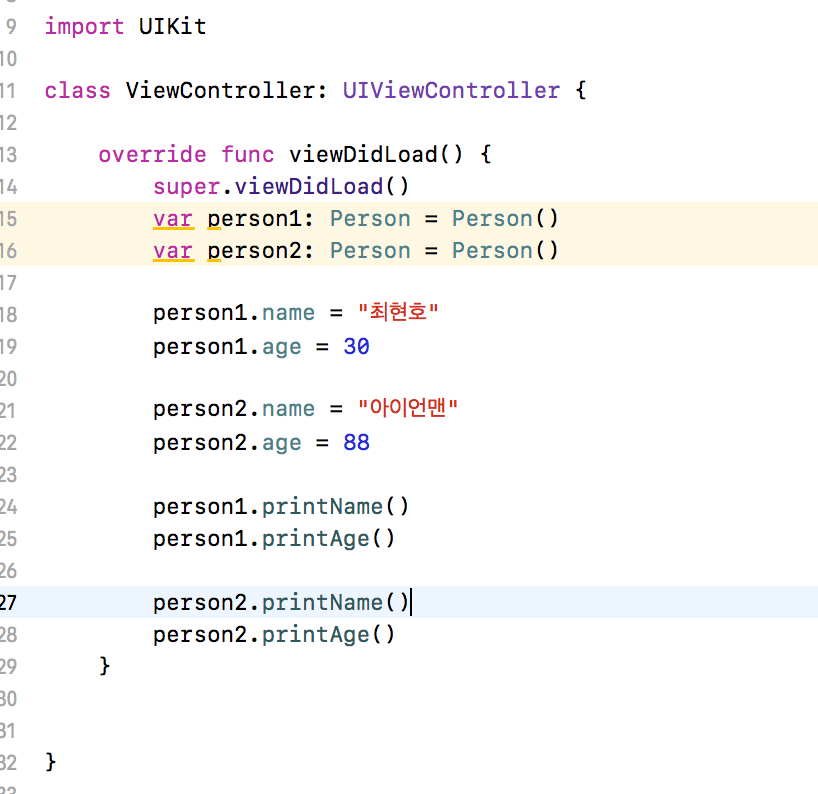 9 import UIKit
10
11 class ViewController: UIViewController {
12
13 override func viewDidLoad() {
14 super.viewDidLoad()
15 var person1: Person = Person()
16 var person2: Person = Person()
17
18 person1.name = "최현호"
19 person1.age = 30
20
21 person2.name = "아이언맨"
22 person2.age = 88
23
24 person1.printName()
25 person1.printAge()
26
27 person2.printName()
28 person2.printAge()
29 }
30
31
32 }